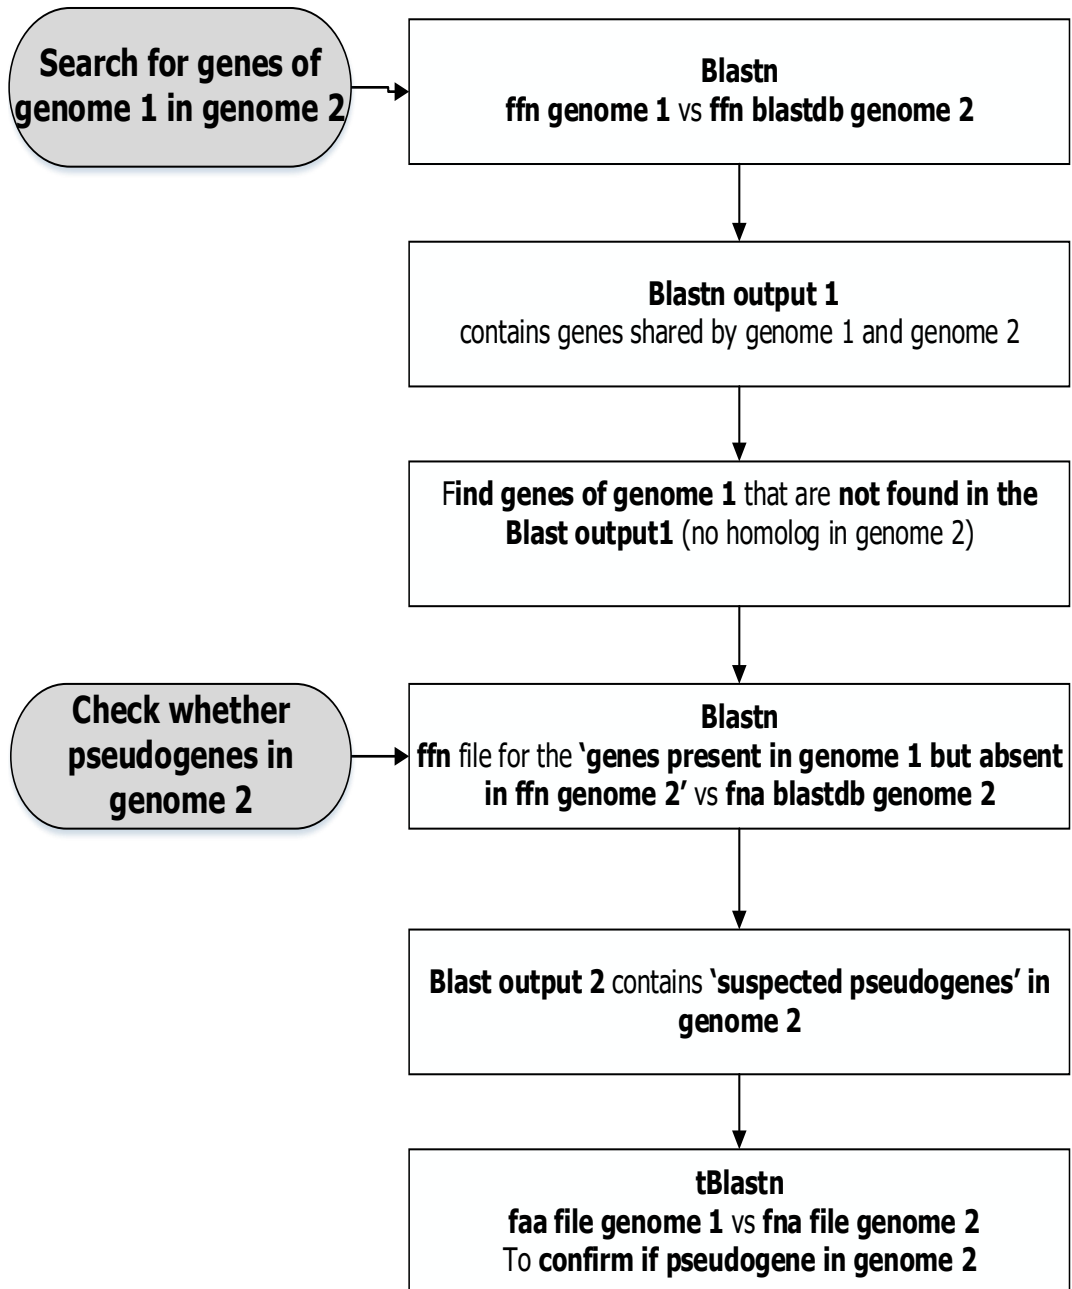 Search for genes of
genome 1 in genome 2
Blastn
ffn genome 1 vs ffn blastdb genome 2
Blastn output 1
contains genes shared by genome 1 and genome 2
Find genes of genome 1 that are not found in the
Blast output1 (no homolog in genome 2)
Check whether
pseudogenes in
genome 2
Blastn
ffn file for the ‘genes present in genome 1 but absent
in ffn genome 2’ vs fna blastdb genome 2
Blast output 2 contains ‘suspected pseudogenes’ in
genome 2
tBlastn
faa file genome 1 vs fna file genome 2
To confirm if pseudogene in genome 2